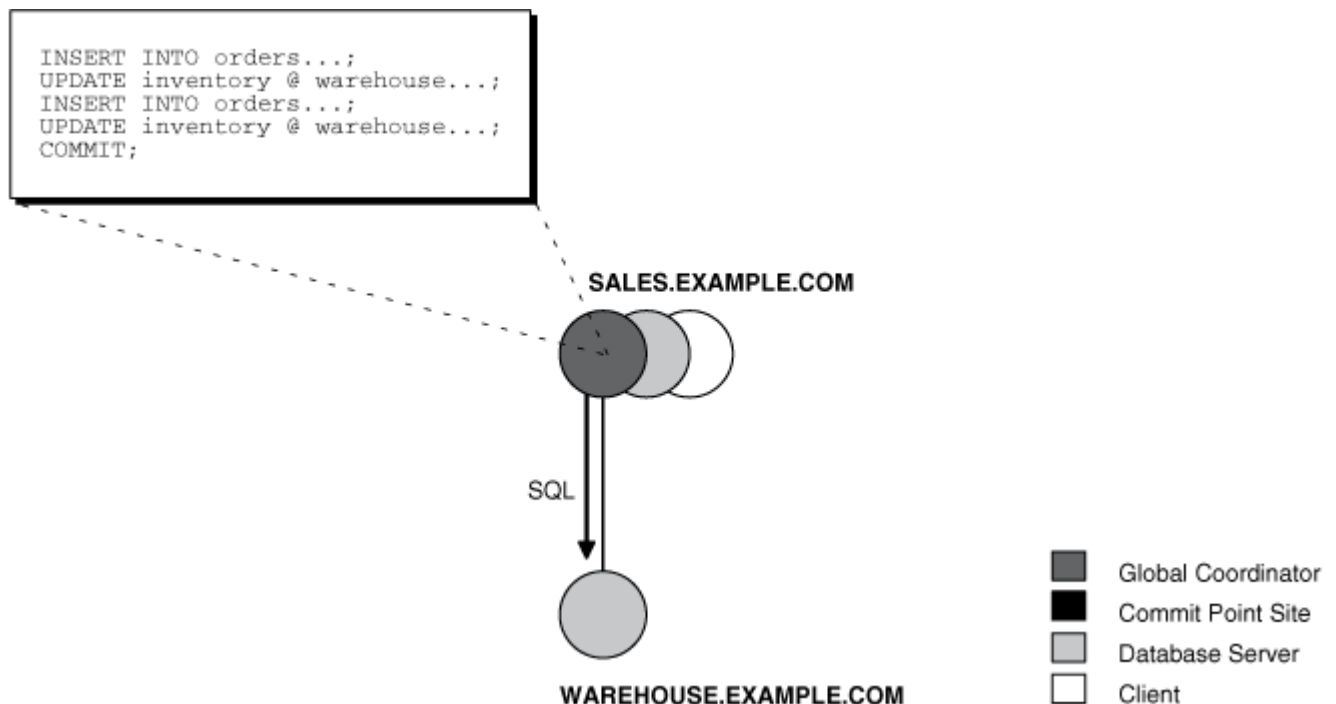 INSERT INTO orders...;
UPDATE inventory @ warehouse...;
INSERT INTO orders...;
UPDATE inventory @ warehouse...;
COMMIT;
SALES.EXAMPLE.COM
SQL
WAREHOUSE.EXAMPLE.COM
Global Coordinator
Commit Point Site
Database Server
Client